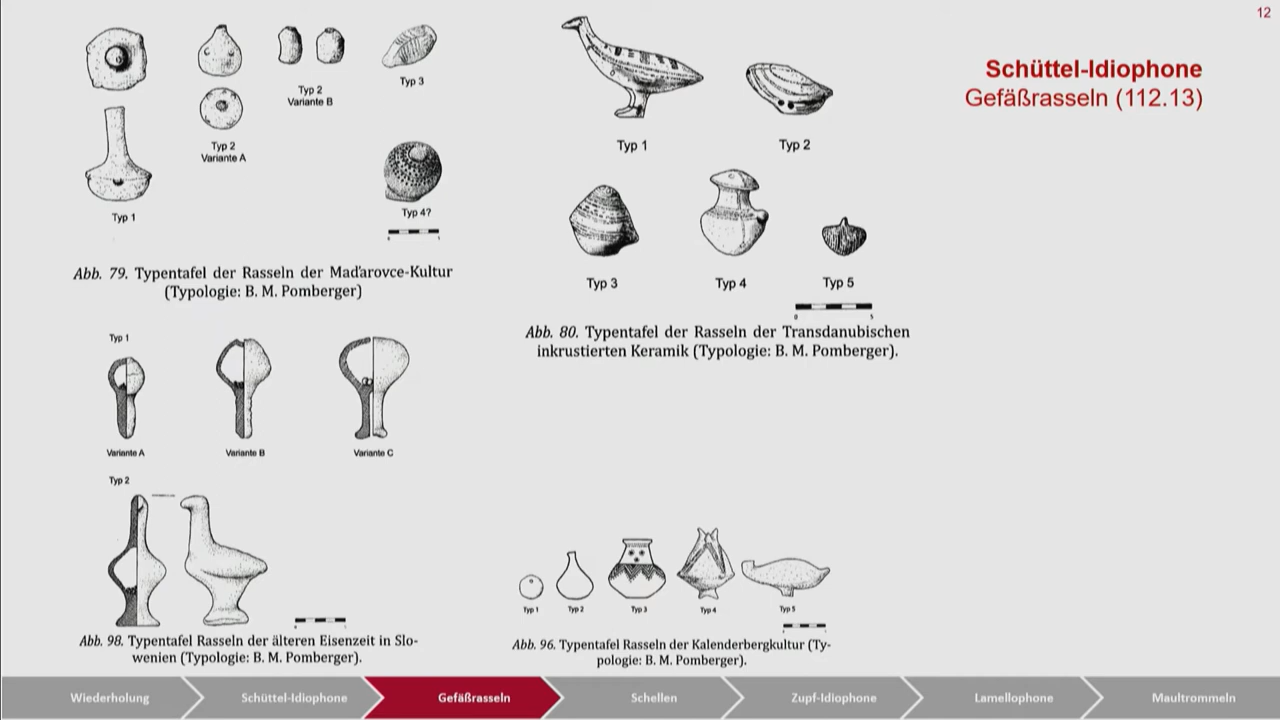 12
Schüttel-Idiophone
Gefäßrasseln (112.13)
Typ 1
Typ 2
Variante A
Typ 2
Variante B
Typ 3
Typ 4?
Abb. 79. Typentafel der Rasseln der Maďarovce-Kultur
(Typologie: B. M. Pomberger)
Typ 1
Typ 2
Typ 3
Typ 4
Typ 5
0 5
Abb. 80. Typentafel der Rasseln der Transdanubischen
inkrustierten Keramik (Typologie: B. M. Pomberger).
Typ 1
Variante A
Variante B
Variante C
Typ 2
Abb. 98. Typentafel Rasseln der älteren Eisenzeit in Slo-
wenien (Typologie: B. M. Pomberger).
Typ 1
Typ 2
Typ 3
Typ 4
Typ 5
Abb. 96. Typentafel Rasseln der Kalenderbergkultur (Ty-
pologie: B. M. Pomberger).
Wiederholung
Schüttel-Idiophone
Gefäßrasseln
Schellen
Zupf-Idiophone
Lamellophone
Maultrommeln